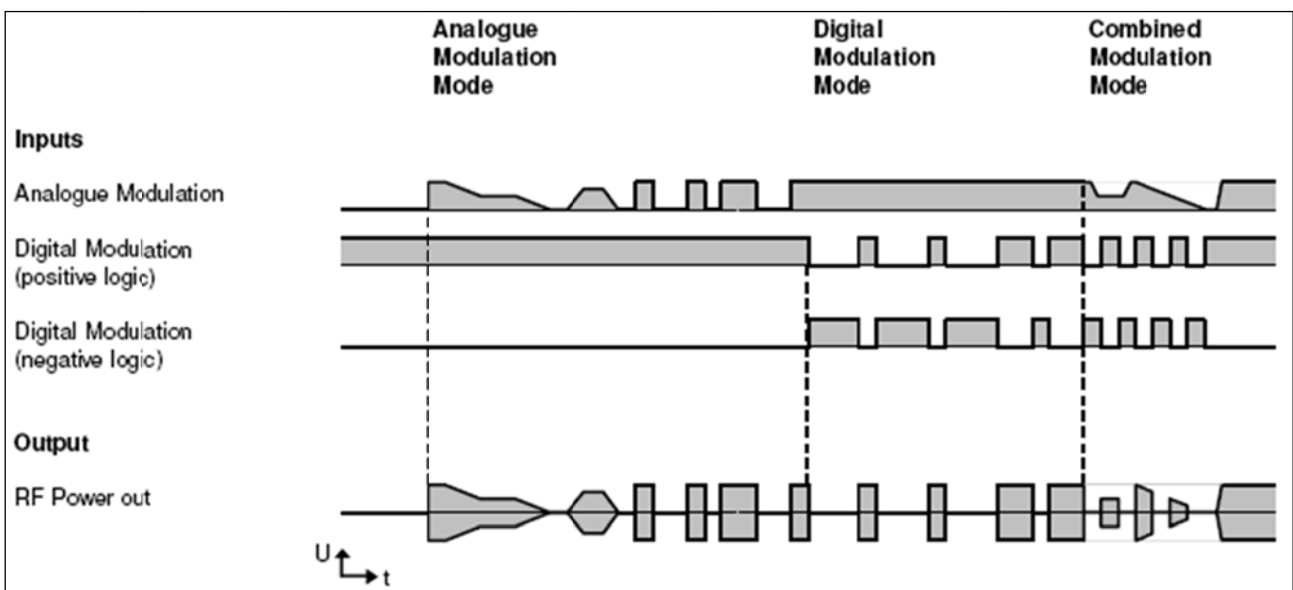 Analogue
Modulation
Mode
Digital
Modulation
Mode
Combined
Modulation
Mode
Inputs
Analogue Modulation
Digital Modulation
(positive logic)
Digital Modulation
(negative logic)
Output
RF Power out
U
t